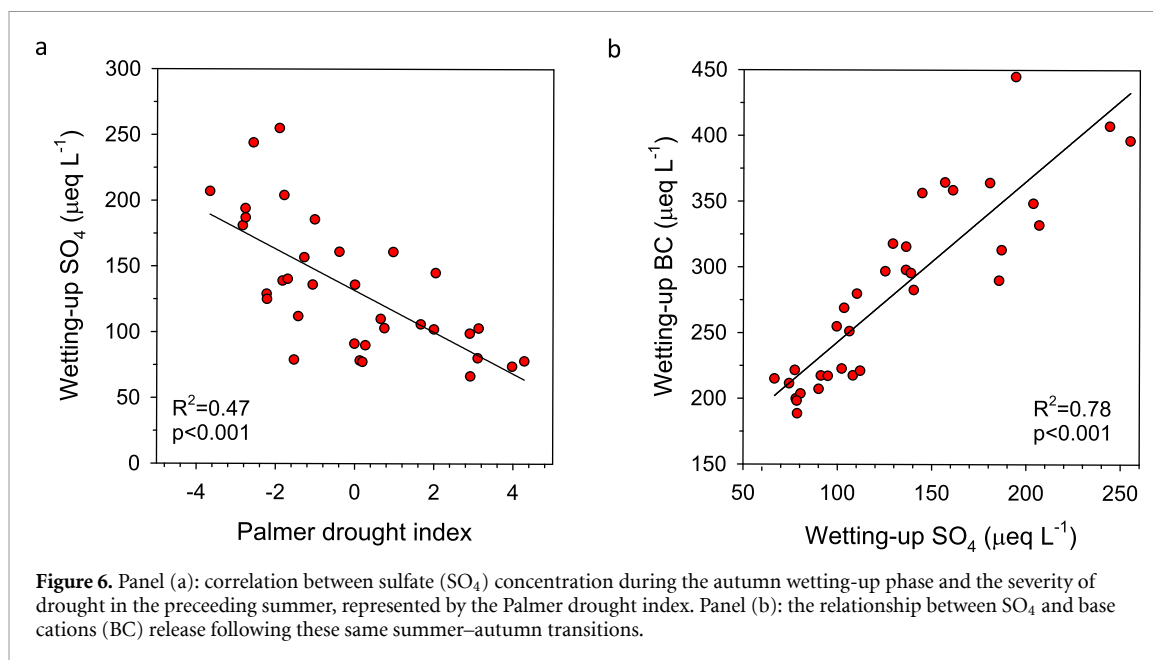 a
300
250
200
150
100
50
0
Wetting-up SO₄ (µeq L⁻¹)
R²=0.47
p<0.001
-4 -2 0 2 4
Palmer drought index
b
450
400
350
300
250
200
150
Wetting-up BC (µeq L⁻¹)
R²=0.78
p<0.001
50 100 150 200 250
Wetting-up SO₄ (µeq L⁻¹)
Figure 6. Panel (a): correlation between sulfate (SO₄) concentration during the autumn wetting-up phase and the severity of
drought in the preceeding summer, represented by the Palmer drought index. Panel (b): the relationship between SO₄ and base
cations (BC) release following these same summer–autumn transitions.